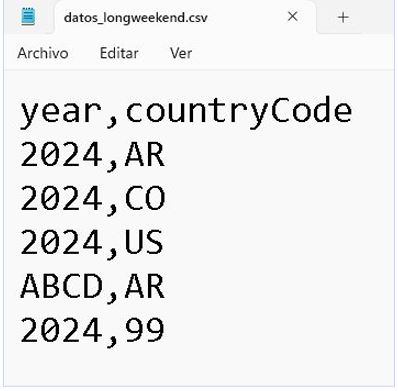 datos_longweekend.csv
Archivo Editar Ver
year,countryCode
2024,AR
2024,CO
2024,US
ABCD,AR
2024,99